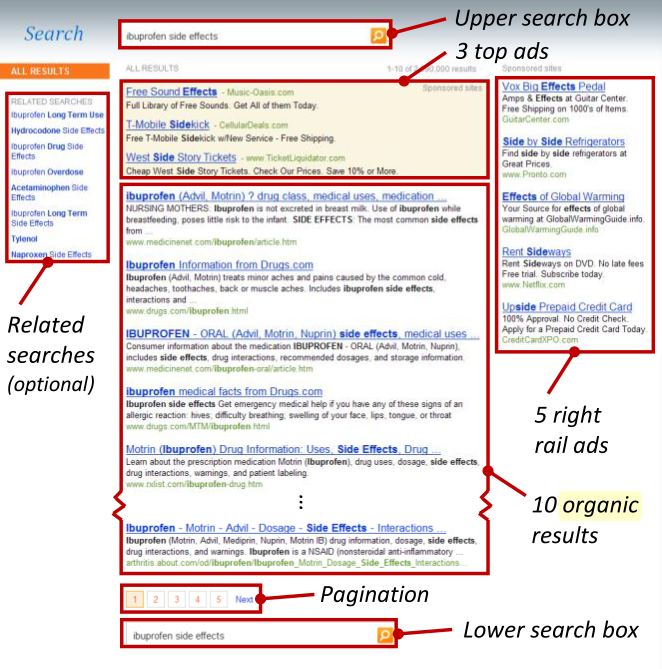 Search
ibuprofen side effects
Upper search box
3 top ads
ALL RESULTS
RELATED SEARCHES
Ibuprofen Long Term Use
Hydrocodone Side Effects
Ibuprofen Drug Side
Effects
Ibuprofen Overdose
Acetaminophen Side
Effects
Ibuprofen Long Term
Side Effects
Tylenol
Naproxen Side Effects
Related
searches
(optional)
ALL RESULTS
1-10 of 000 results
Free Sound Effects - Music-Oasis.com
Sponsored sites
Full Library of Free Sounds. Get All of them Today.
T-Mobile Sidekick - CellularDeals.com
Free T-Mobile Sidekick w/New Service - Free Shipping.
West Side Story Tickets - www.TicketLiquidator.com
Cheap West Side Story Tickets. Check Our Prices. Save 10% or More.
ibuprofen (Advil, Motrin) ? drug class, medical uses, medication ...
NURSING MOTHERS: Ibuprofen is not excreted in breast milk. Use of ibuprofen while
breastfeeding, poses little risk to the infant. SIDE EFFECTS: The most common side effects
from ...
www.medicinenet.com/ibuprofen/article.htm
Ibuprofen Information from Drugs.com
Ibuprofen (Advil, Motrin) treats minor aches and pains caused by the common cold,
headaches, toothaches, back or muscle aches. Includes ibuprofen side effects,
interactions and ...
www.drugs.com/ibuprofen.html
IBUPROFEN - ORAL (Advil, Motrin, Nuprin) side effects, medical uses ...
Consumer information about the medication IBUPROFEN - ORAL (Advil, Motrin, Nuprin),
includes side effects, drug interactions, recommended dosages, and storage information.
www.medicinenet.com/ibuprofen-oral/article.htm
ibuprofen medical facts from Drugs.com
Ibuprofen side effects Get emergency medical help if you have any of these signs of an
allergic reaction: hives; difficulty breathing; swelling of your face, lips, tongue, or throat
www.drugs.com/MTM/ibuprofen.html
Motrin (Ibuprofen) Drug Information: Uses, Side Effects, Drug ...
Learn about the prescription medication Motrin (Ibuprofen), drug uses, dosage, side effects,
drug interactions, warnings, and patient labeling.
www.rxlist.com/ibuprofen-drug.htm
⋮
Ibuprofen - Motrin - Advil - Dosage - Side Effects - Interactions ...
Ibuprofen (Motrin, Advil, Mediprin, Nuprin, Motrin IB) drug information, dosage, side effects,
drug interactions, and warnings. Ibuprofen is a NSAID (nonsteroidal anti-inflammatory ...
arthritis.about.com/od/ibuprofen/Ibuprofen_Motrin_Dosage_Side_Effects_Interactions...
Sponsored sites
Vox Big Effects Pedal
Amps & Effects at Guitar Center.
Free Shipping on 1000's of Items.
GuitarCenter.com
Side by Side Refrigerators
Find side by side refrigerators at
Great Prices.
www.Pronto.com
Effects of Global Warming
Your Source for effects of global
warming at GlobalWarmingGuide.info.
GlobalWarmingGuide.info
Rent Sideways
Rent Sideways on DVD. No late fees
Free trial. Subscribe today.
www.Netflix.com
Upside Prepaid Credit Card
100% Approval. No Credit Check.
Apply for a Prepaid Credit Card Today.
CreditCardXPO.com
5 right
rail ads
10 organic
results
1 2 3 4 5 Next
Pagination
ibuprofen side effects
Lower search box